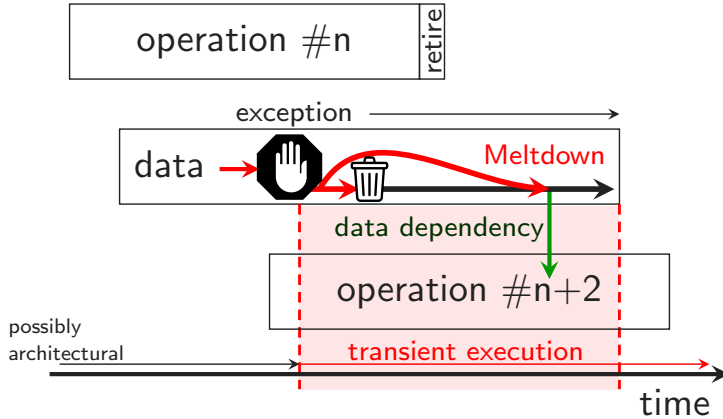 operation #n
retire
exception
data
Meltdown
data dependency
operation #n+2
possibly
architectural
transient execution
time